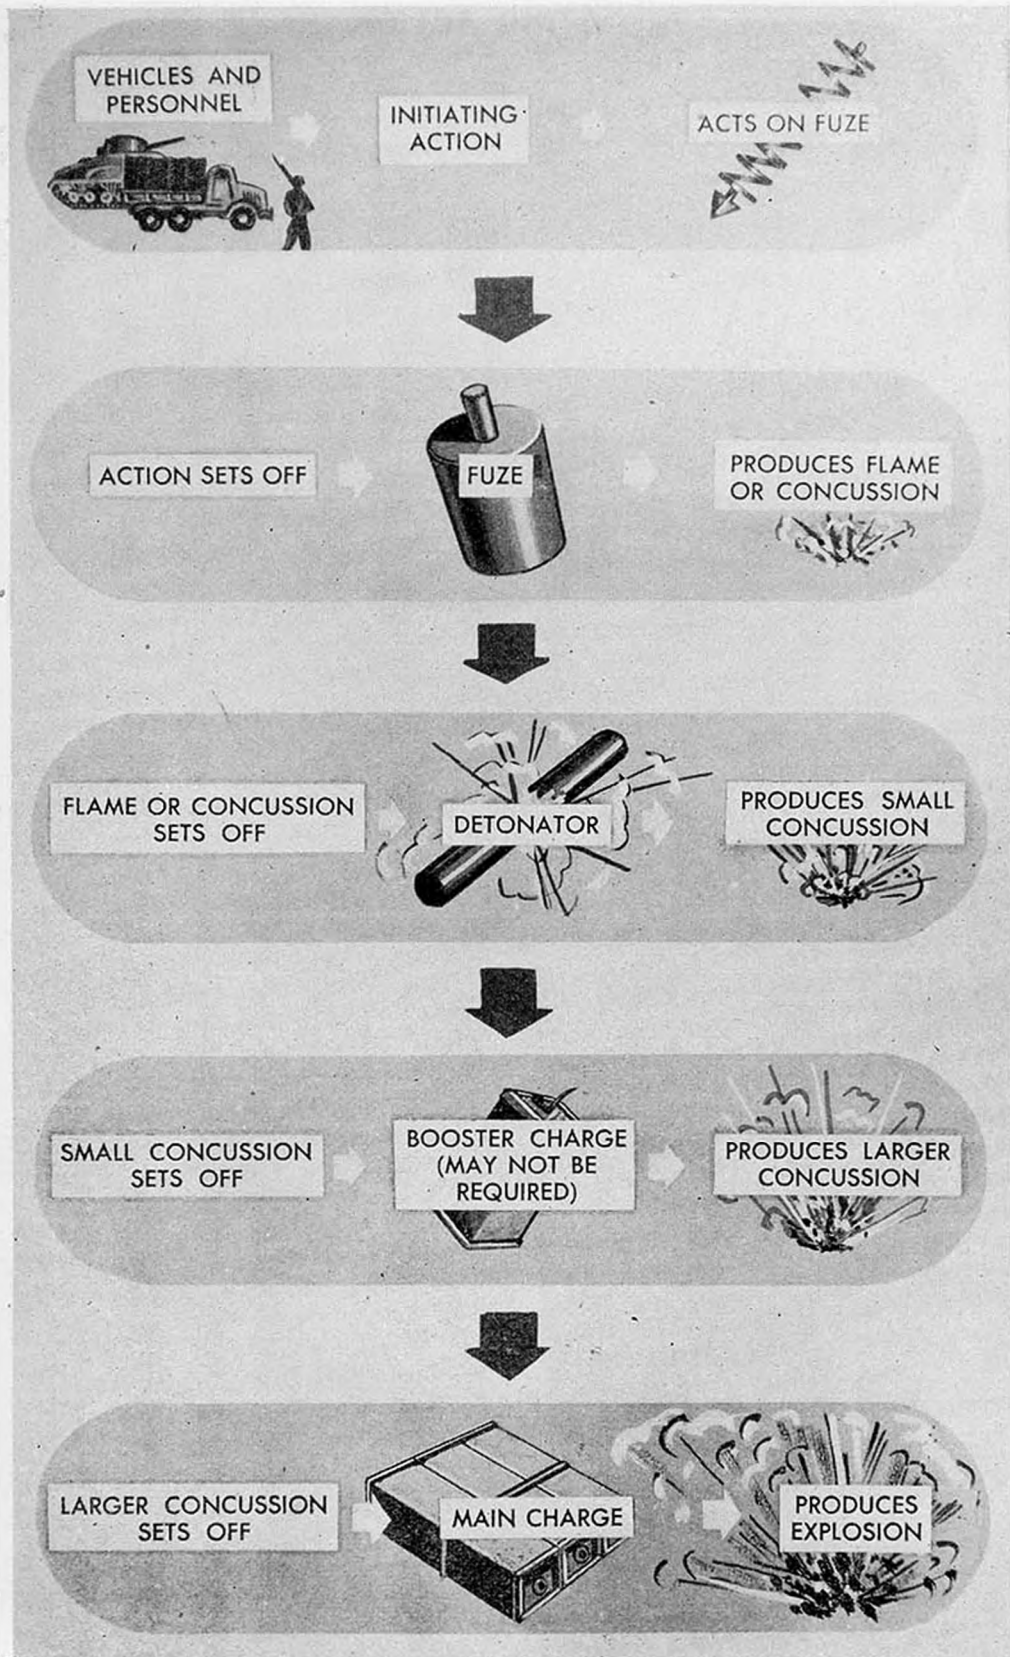 VEHICLES AND
PERSONNEL
INITIATING
ACTION
ACTS ON FUZE
ACTION SETS OFF
FUZE
PRODUCES FLAME
OR CONCUSSION
FLAME OR CONCUSSION
SETS OFF
DETONATOR
PRODUCES SMALL
CONCUSSION
SMALL CONCUSSION
SETS OFF
BOOSTER CHARGE
(MAY NOT BE
REQUIRED)
PRODUCES LARGER
CONCUSSION
LARGER CONCUSSION
SETS OFF
MAIN CHARGE
PRODUCES
EXPLOSION